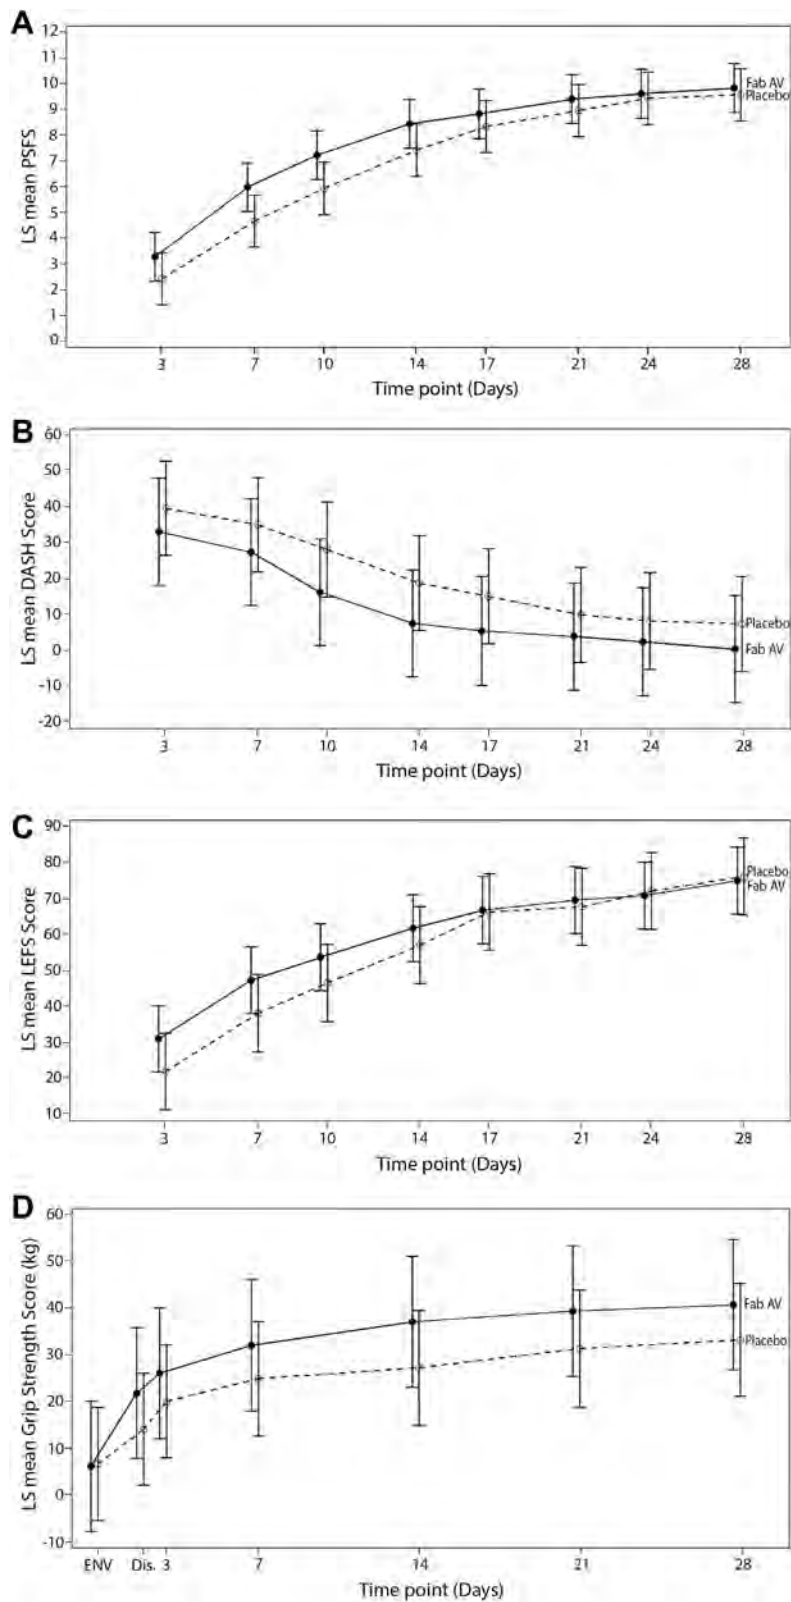 A
12
11
10
9
8
7
6
5
4
3
2
1
0
LS mean PSFS
Fab AV
Placebo
3 7 10 14 17 21 24 28
Time point (Days)
B
60
50
40
30
20
10
0
-10
-20
LS mean DASH Score
Placebo
Fab AV
3 7 10 14 17 21 24 28
Time point (Days)
C
90
80
70
60
50
40
30
20
10
LS mean LEFS Score
Placebo
Fab AV
3 7 10 14 17 21 24 28
Time point (Days)
D
60
50
40
30
20
10
0
-10
LS mean Grip Strength Score (kg)
Fab AV
Placebo
ENV Dis. 3 7 14 21 28
Time point (Days)